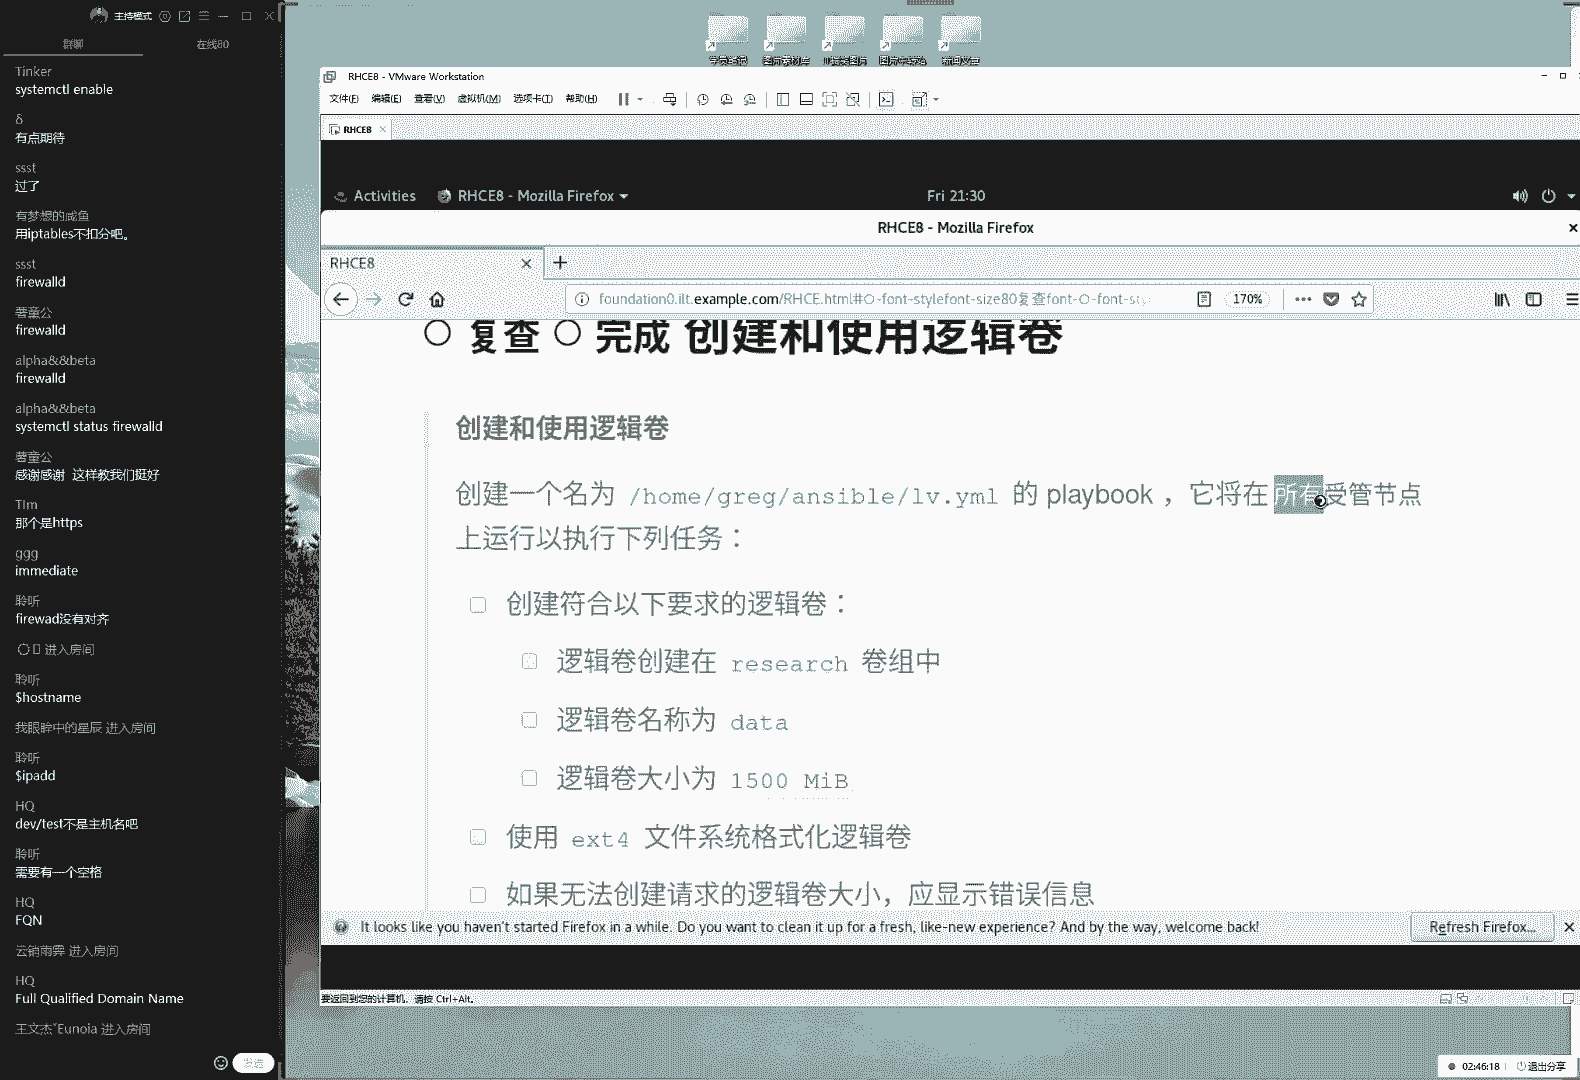 主持模式
群聊
在线80
Tinker
systemctl enable
δ
有点期待
ssst
过了
有梦想的咸鱼
用iptables不扣分吧。
ssst
firewalld
薯童公
firewalld
alpha&&beta
firewalld
alpha&&beta
systemctl status firewalld
薯童公
感谢感谢 这样教我们挺好
Tim
那个是https
ggg
immediate
聆听
firewad没有对齐
进入房间
聆听
$hostname
我眼眸中的星辰 进入房间
聆听
$ipadd
HQ
dev/test不是主机名吧
聆听
需要有一个空格
HQ
FQN
云销雨霁 进入房间
HQ
Full Qualified Domain Name
王文杰ˇEunoia 进入房间
发送
RHCE8 - VMware Workstation
文件(F) 编辑(E) 查看(V) 虚拟机(M) 选项卡(T) 帮助(H)
RHCE8
Activities
RHCE8 - Mozilla Firefox
Fri 21:30
RHCE8 - Mozilla Firefox
RHCE8
foundation0.ilt.example.com/RHCE.html#○-font-stylefont-size80复查font-○-font-sty
170%
复查 完成 创建和使用逻辑卷
创建和使用逻辑卷
创建一个名为 /home/greg/ansible/lv.yml 的 playbook ，它将在所有受管节点
上运行以执行下列任务：
创建符合以下要求的逻辑卷：
逻辑卷创建在 research 卷组中
逻辑卷名称为 data
逻辑卷大小为 1500 MiB
使用 ext4 文件系统格式化逻辑卷
如果无法创建请求的逻辑卷大小，应显示错误信息
It looks like you haven't started Firefox in a while. Do you want to clean it up for a fresh, like-new experience? And by the way, welcome back!
Refresh Firefox...
要返回到您的计算机，请按 Ctrl+Alt。
02:46:18
退出分享